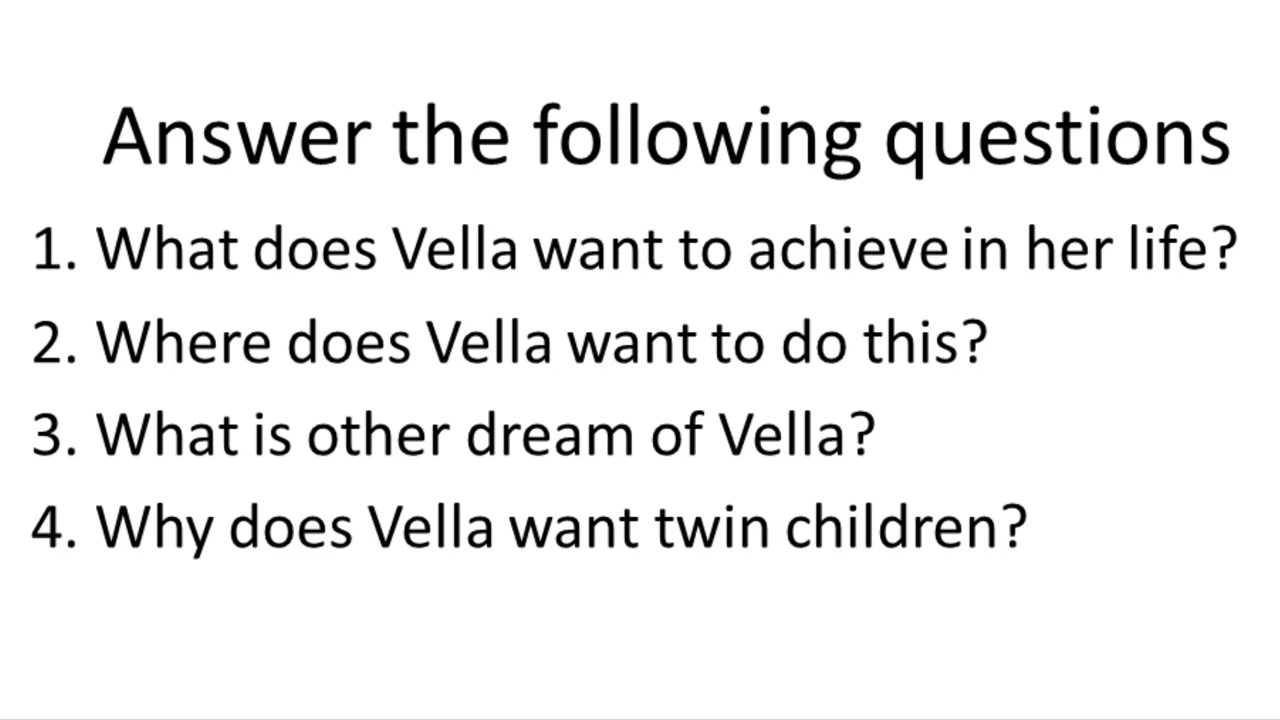 Answer the following questions
1. What does Vella want to achieve in her life?
2. Where does Vella want to do this?
3. What is other dream of Vella?
4. Why does Vella want twin children?